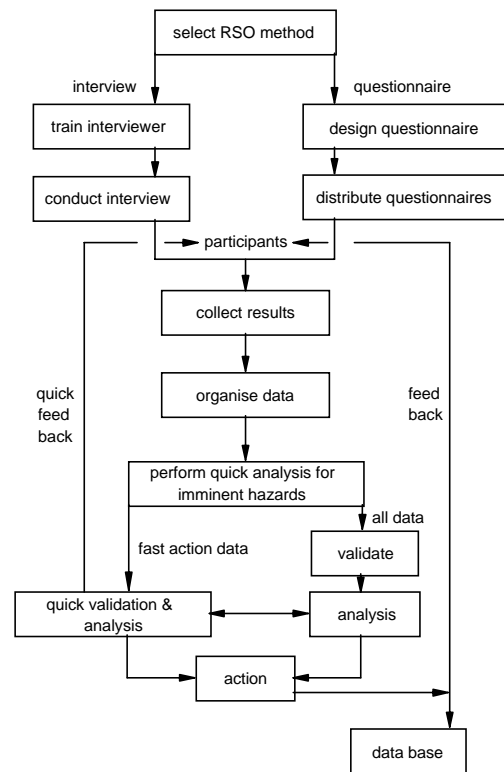 select RSO method
interview
questionnaire
train interviewer
design questionnaire
conduct interview
distribute questionnaires
participants
collect results
quick
feed
back
feed
back
organise data
perform quick analysis for
imminent hazards
all data
fast action data
validate
quick validation &
analysis
analysis
action
data base